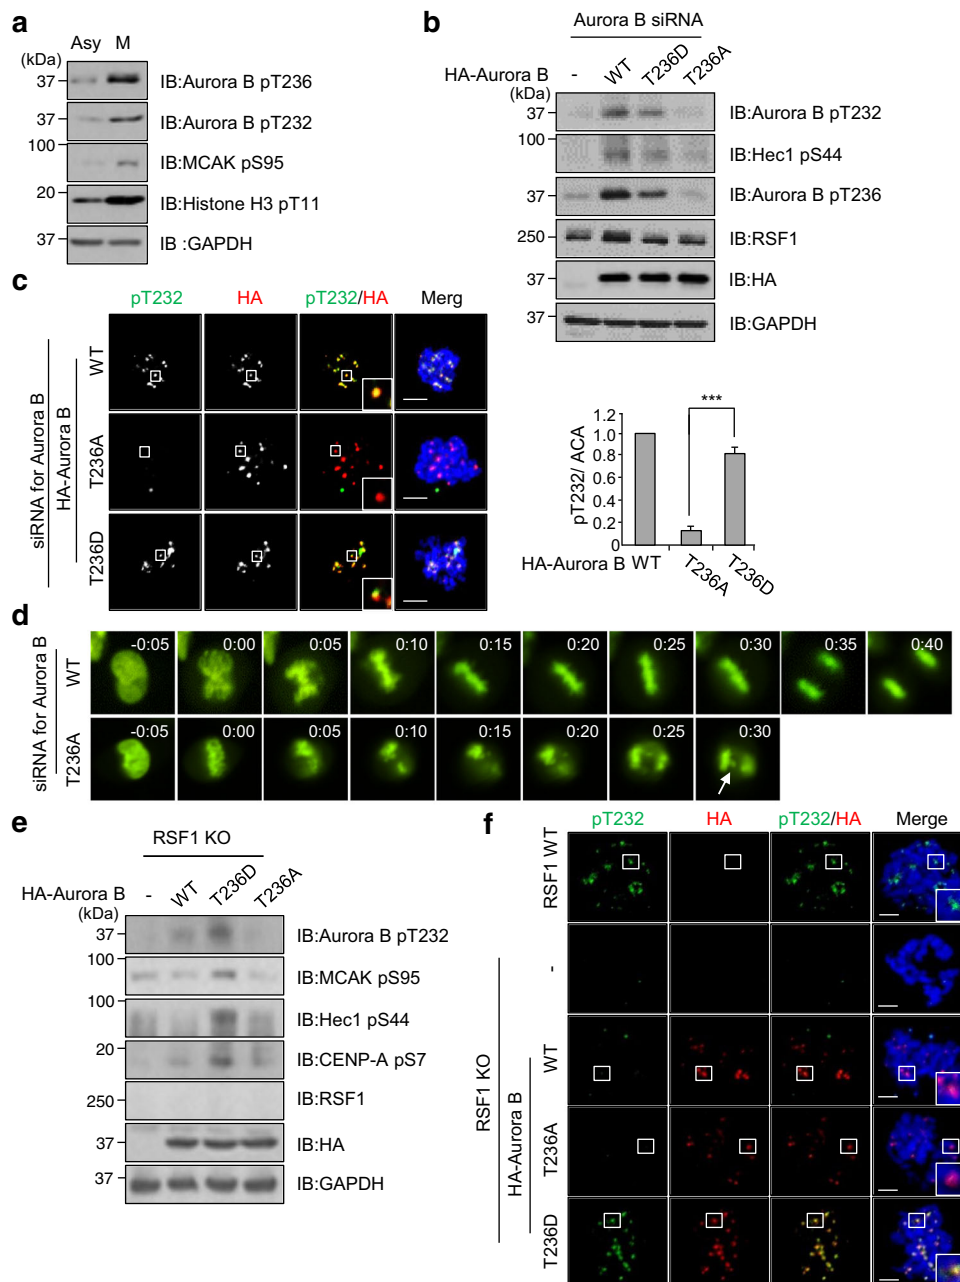 a
Asy M
(kDa)
37 IB:Aurora B pT236
37 IB:Aurora B pT232
100
IB:MCAK pS95
20
IB:Histone H3 pT11
37 IB :GAPDH
b
Aurora B siRNA
HA-Aurora B - WT T236D T236A
(kDa)
37 IB:Aurora B pT232
100
IB:Hec1 pS44
37 IB:Aurora B pT236
250 IB:RSF1
37 IB:HA
37
IB:GAPDH
c
pT232 HA pT232/HA Merg
siRNA for Aurora B
HA-Aurora B
WT
T236A
T236D
***
pT232/ ACA
1.2
1.0
0.8
0.6
0.4
0.2
0
HA-Aurora B WT T236A T236D
d
siRNA for Aurora B
WT
-0:05 0:00 0:05 0:10 0:15 0:20 0:25 0:30 0:35 0:40
T236A
-0:05 0:00 0:05 0:10 0:15 0:20 0:25 0:30
e
RSF1 KO
HA-Aurora B - WT T236D T236A
(kDa)
37 IB:Aurora B pT232
100
IB:MCAK pS95
100
IB:Hec1 pS44
20
IB:CENP-A pS7
250 IB:RSF1
37 IB:HA
37
IB:GAPDH
f
pT232 HA pT232/HA Merge
RSF1 WT
RSF1 KO
-
HA-Aurora B
WT
T236A
T236D